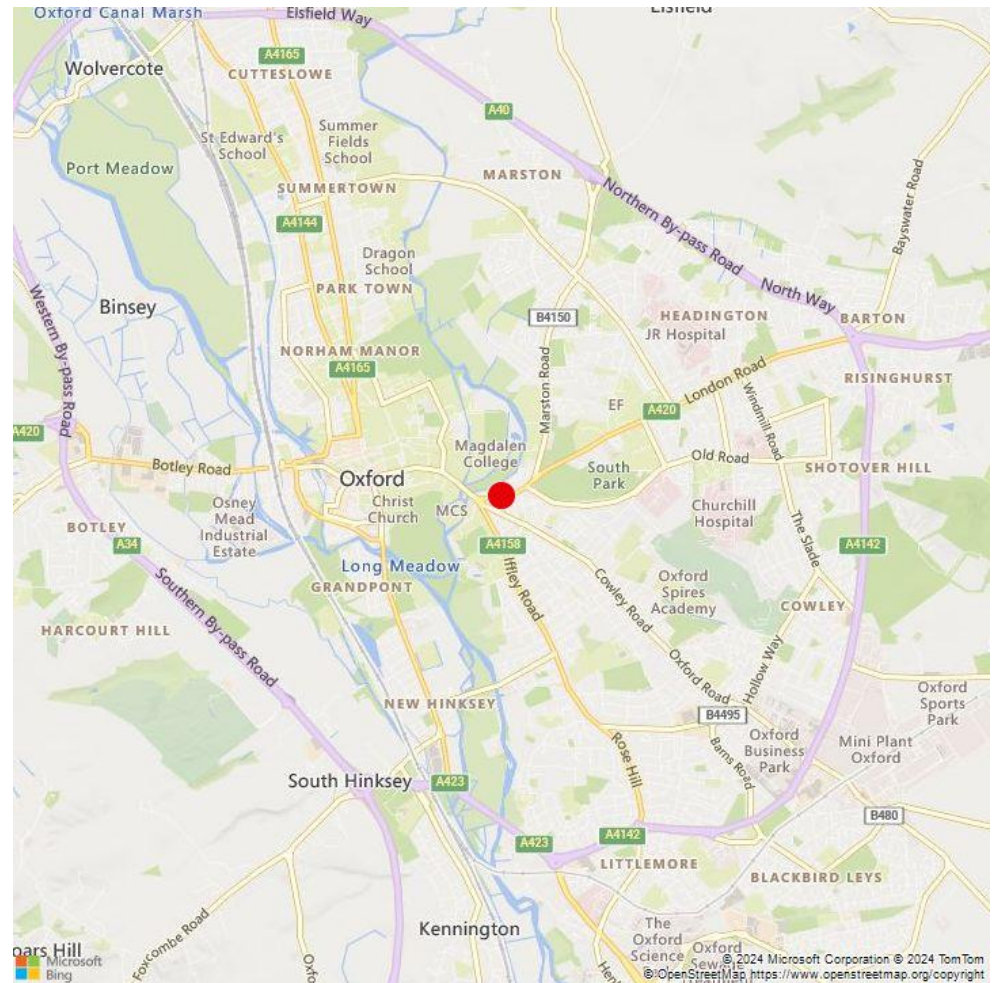 Oxford Canal Marsh
Elsfield Way
Elsfield
A4165
Wolvercote
CUTTESLOWE
A40
Summer
Fields
School
St Edward's
School
Port Meadow
MARSTON
SUMMERTOWN
Northern By-pass Road
Bayswater Road
A4144
Dragon
School
PARK TOWN
North Way
Western By-pass Road
Binsey
B4150
HEADINGTON
BARTON
JR Hospital
NORHAM MANOR
A4165
Marston Road
London Road
RISINGHURST
EF
A420
Windmill Road
A420
Magdalen
College
Old Road
Botley Road
South
Park
SHOTOVER HILL
Oxford
Christ
Church
MCS
Osney
Mead
Industrial
Estate
Churchill
Hospital
BOTLEY
The Slade
A34
A4158
A4142
Long Meadow
Iffley Road
GRANDPONT
Cowley Road
Oxford
Spires
Academy
COWLEY
Southern By-pass Road
HARCOURT HILL
Hollow Way
Oxford Road
NEW HINKSEY
Oxford
Sports
Park
B4495
Rose Hill
Barns Road
Oxford
Business
Park
Mini Plant
Oxford
South Hinksey
A423
B480
A423
A4142
LITTLEMORE
BLACKBIRD LEYS
Foxcombe Road
Kennington
The
Oxford
Science
oars Hill
Oxfo
Hen
Oxford
Microsoft
Bing
© 2024 Microsoft Corporation © 2024 TomTom
© OpenStreetMap https://www.openstreetmap.org/copyright